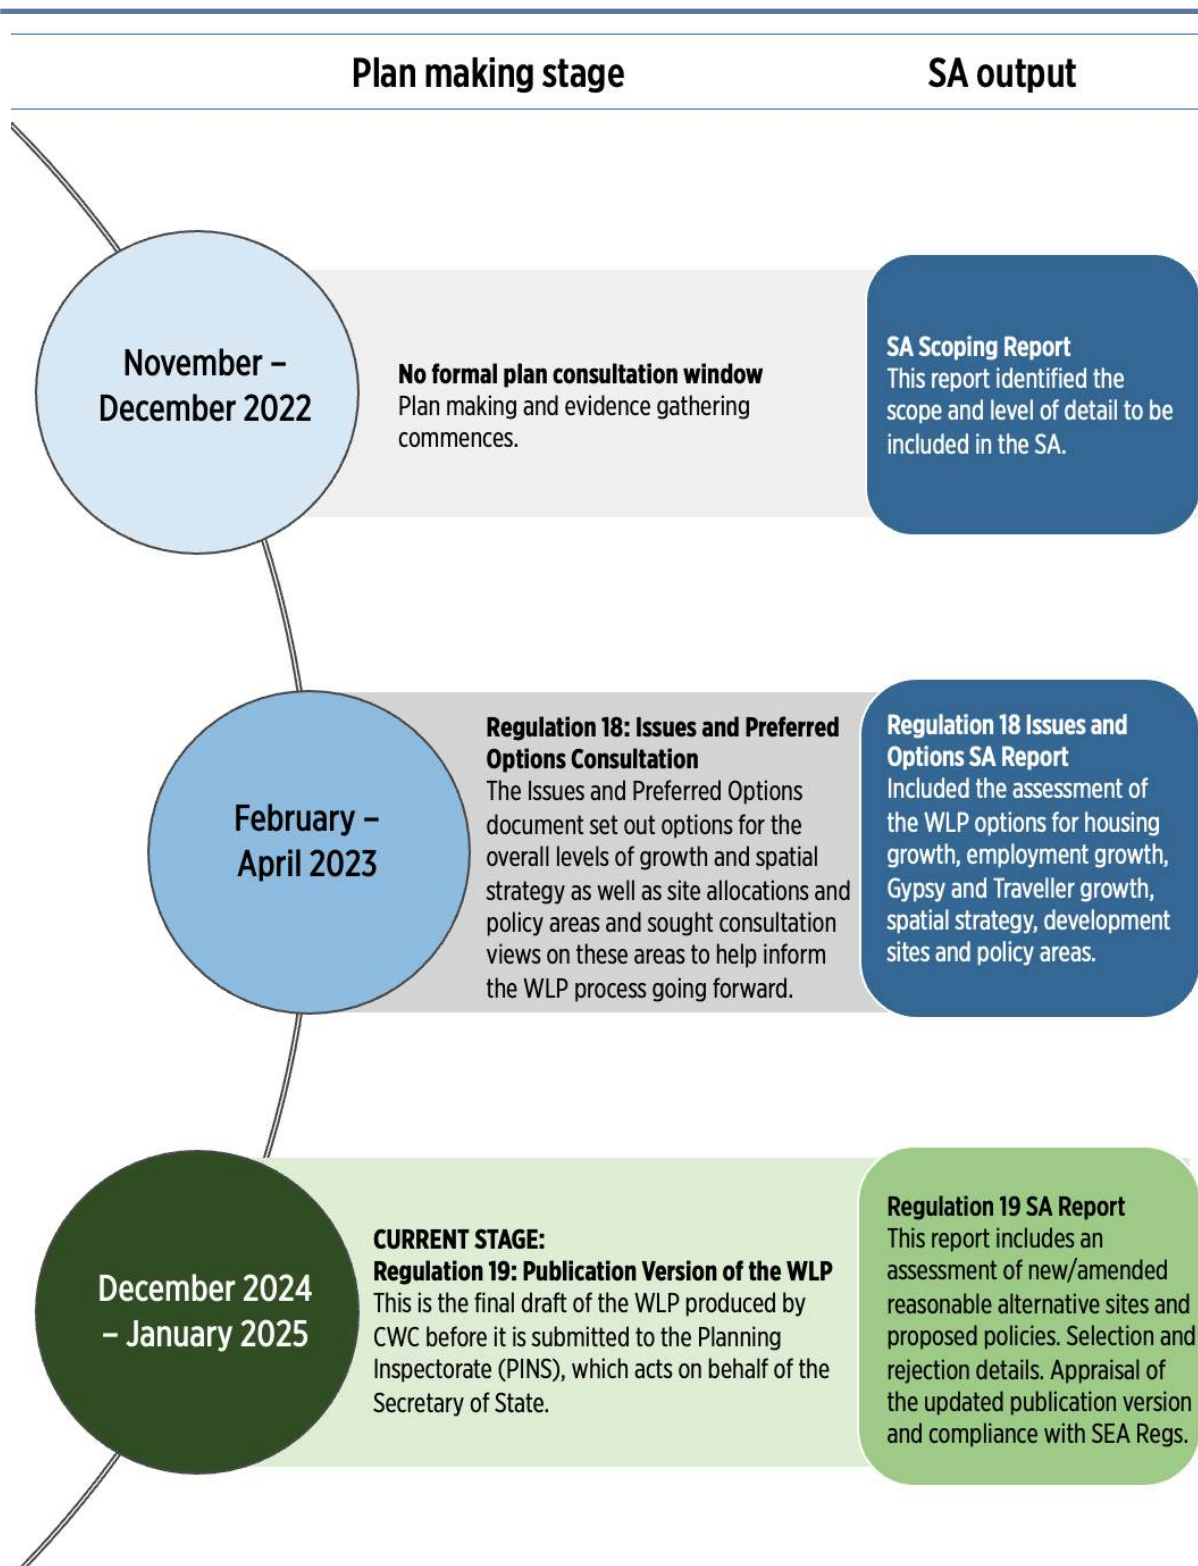 Plan making stage
SA output
November –
December 2022
No formal plan consultation window
Plan making and evidence gathering
commences.
SA Scoping Report
This report identified the
scope and level of detail to be
included in the SA.
February –
April 2023
Regulation 18: Issues and Preferred
Options Consultation
The Issues and Preferred Options
document set out options for the
overall levels of growth and spatial
strategy as well as site allocations and
policy areas and sought consultation
views on these areas to help inform
the WLP process going forward.
Regulation 18 Issues and
Options SA Report
Included the assessment of
the WLP options for housing
growth, employment growth,
Gypsy and Traveller growth,
spatial strategy, development
sites and policy areas.
December 2024
– January 2025
CURRENT STAGE:
Regulation 19: Publication Version of the WLP
This is the final draft of the WLP produced by
CWC before it is submitted to the Planning
Inspectorate (PINS), which acts on behalf of the
Secretary of State.
Regulation 19 SA Report
This report includes an
assessment of new/amended
reasonable alternative sites and
proposed policies. Selection and
rejection details. Appraisal of
the updated publication version
and compliance with SEA Regs.